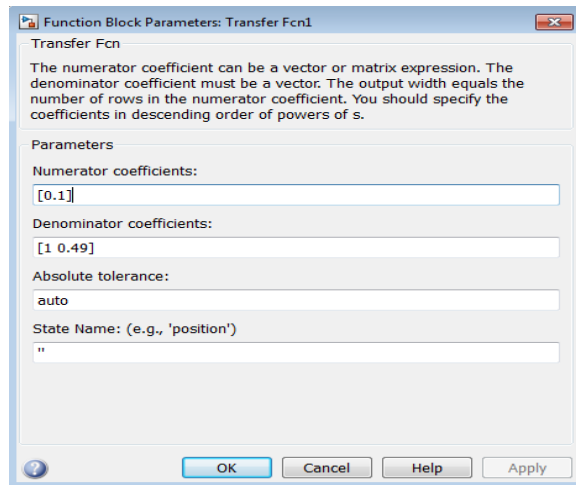 Function Block Parameters: Transfer Fcn1
Transfer Fcn
The numerator coefficient can be a vector or matrix expression. The
denominator coefficient must be a vector. The output width equals the
number of rows in the numerator coefficient. You should specify the
coefficients in descending order of powers of s.
Parameters
Numerator coefficients:
[0.1]
Denominator coefficients:
[1 0.49]
Absolute tolerance:
auto
State Name: (e.g., 'position')
''
OK Cancel Help Apply